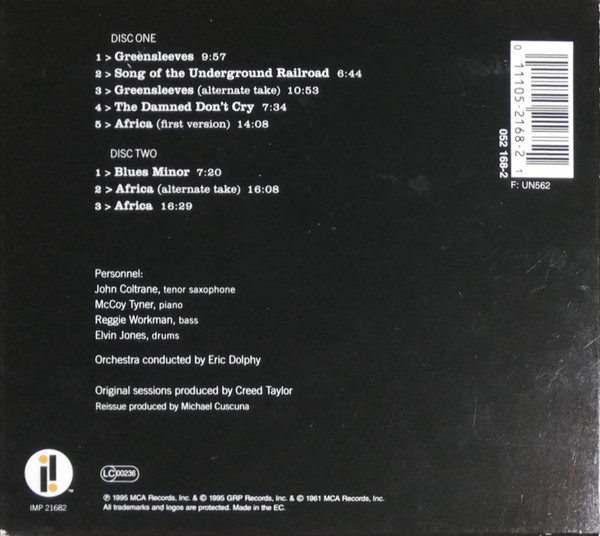 DISC ONE
1 > Greensleeves 9:57
2 > Song of the Underground Railroad 6:44
3 > Greensleeves (alternate take) 10:53
4 > The Damned Don't Cry 7:34
5 > Africa (first version) 14:08
DISC TWO
1 > Blues Minor 7:20
2 > Africa (alternate take) 16:08
3 > Africa 16:29
0 11105-2168-2 1
052 168-2
F: UN562
Personnel:
John Coltrane, tenor saxophone
McCoy Tyner, piano
Reggie Workman, bass
Elvin Jones, drums
Orchestra conducted by Eric Dolphy
Original sessions produced by Creed Taylor
Reissue produced by Michael Cuscuna
i!
IMP 21682
LC 00236
℗ 1995 MCA Records, Inc. & © 1995 GRP Records, Inc. & © 1961 MCA Records, Inc.
All trademarks and logos are protected. Made in the EC.